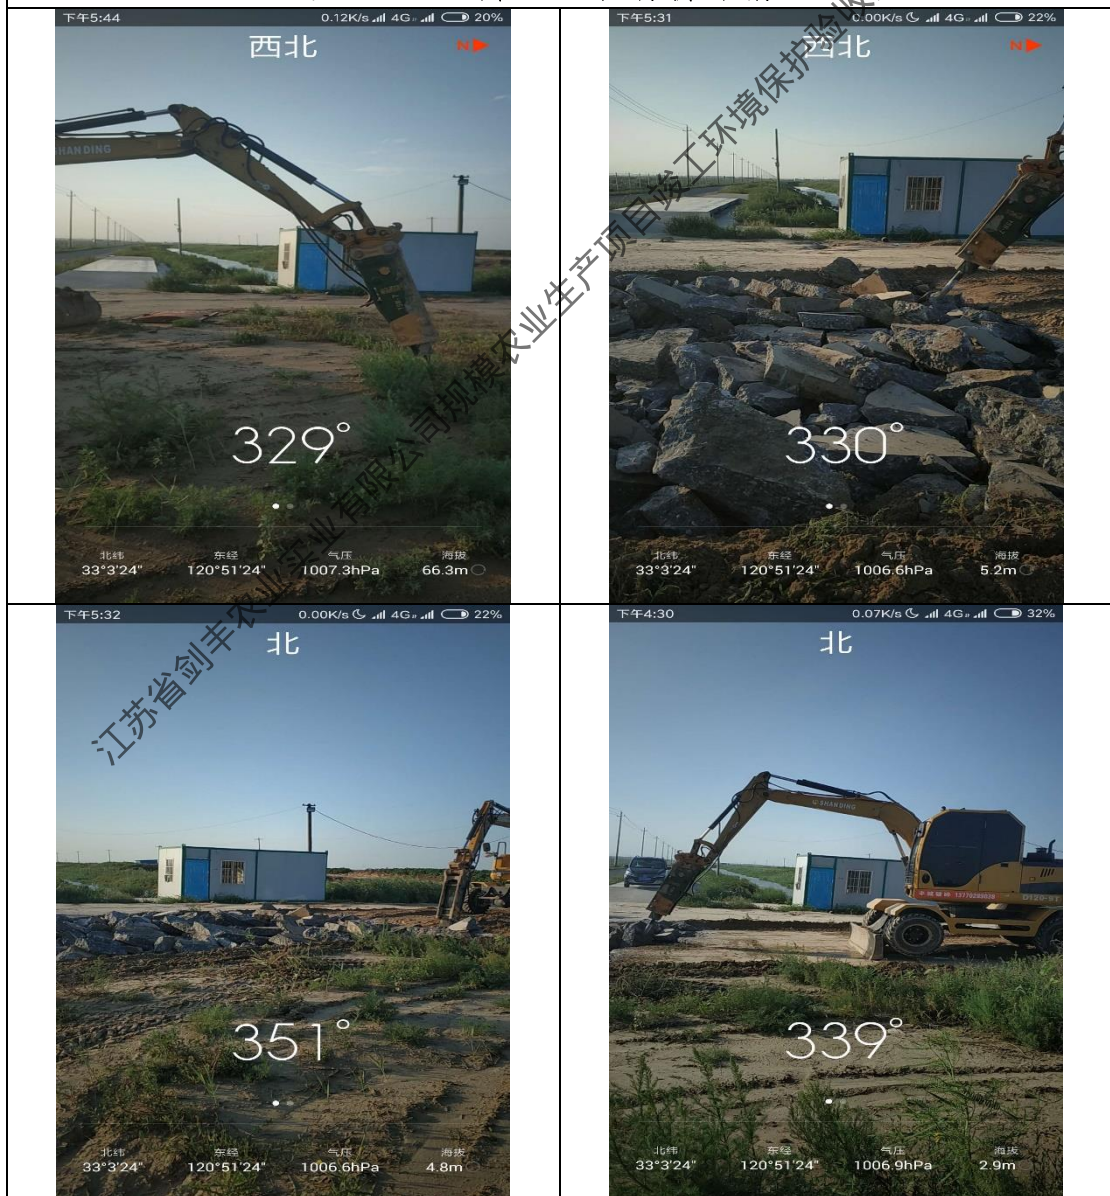 下午5:44 0.12K/s 4G 20%
西北
N
SHANDING
329°
北纬 东经 气压 海拔
33°3'24" 120°51'24" 1007.3hPa 66.3m
下午5:31 0.00K/s 4G 22%
西北
N
330°
北纬 东经 气压 海拔
33°3'24" 120°51'24" 1006.6hPa 5.2m
下午5:32 0.00K/s 4G 22%
北
351°
北纬 东经 气压 海拔
33°3'24" 120°51'24" 1006.6hPa 4.8m
下午4:30 0.07K/s 4G 32%
北
SHANDING
13770285028
339°
北纬 东经 气压 海拔
33°3'24" 120°51'24" 1006.9hPa 2.9m
江苏省剑丰农业实业有限公司规模农业生产项目竣工环境保护验收